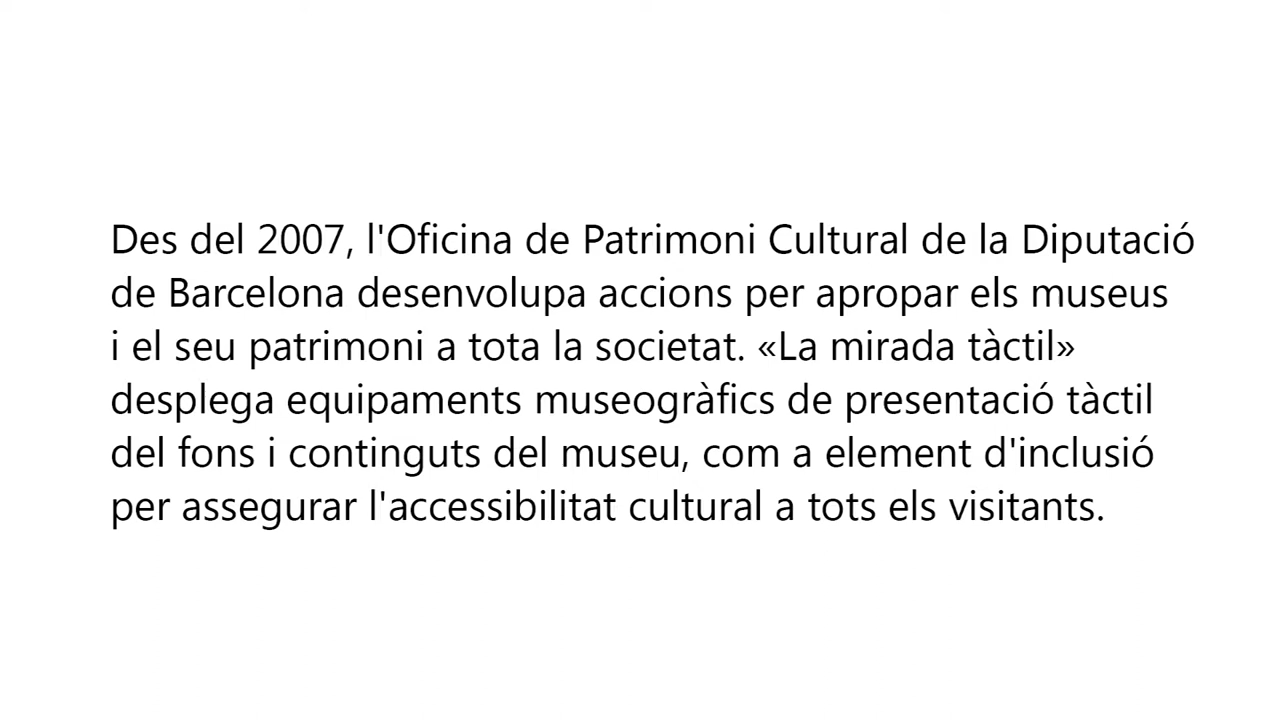 Des del 2007, l'Oficina de Patrimoni Cultural de la Diputació
de Barcelona desenvolupa accions per apropar els museus
i el seu patrimoni a tota la societat. «La mirada tàctil»
desplega equipaments museogràfics de presentació tàctil
del fons i continguts del museu, com a element d'inclusió
per assegurar l'accessibilitat cultural a tots els visitants.